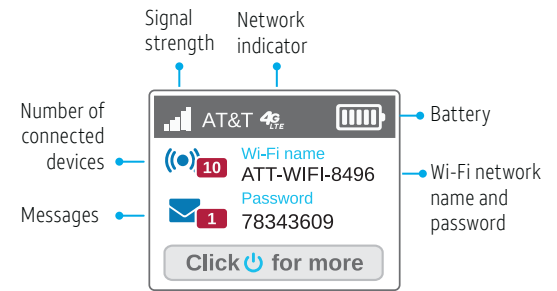 Signal
strength
Network
indicator
Number of
connected
devices
Messages
AT&T 4G LTE
10
Wi-Fi name
ATT-WIFI-8496
1
Password
78343609
Click for more
Battery
Wi-Fi network
name and
password